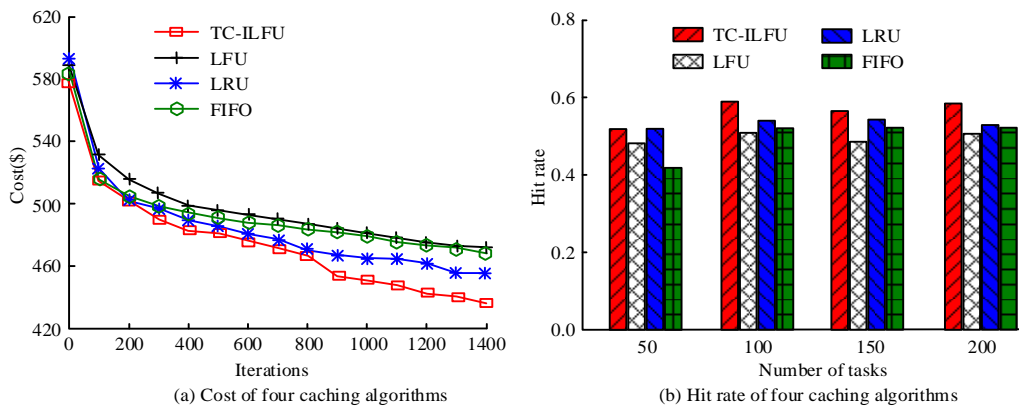 620
580
540
500
460
420
Cost($)
TC-ILFU
LFU
LRU
FIFO
0 200 400 600 800 1000 1200 1400
Iterations
(a) Cost of four caching algorithms
0.8
0.6
0.4
0.2
0.0
Hit rate
TC-ILFU LRU
LFU FIFO
50 100 150 200
Number of tasks
(b) Hit rate of four caching algorithms